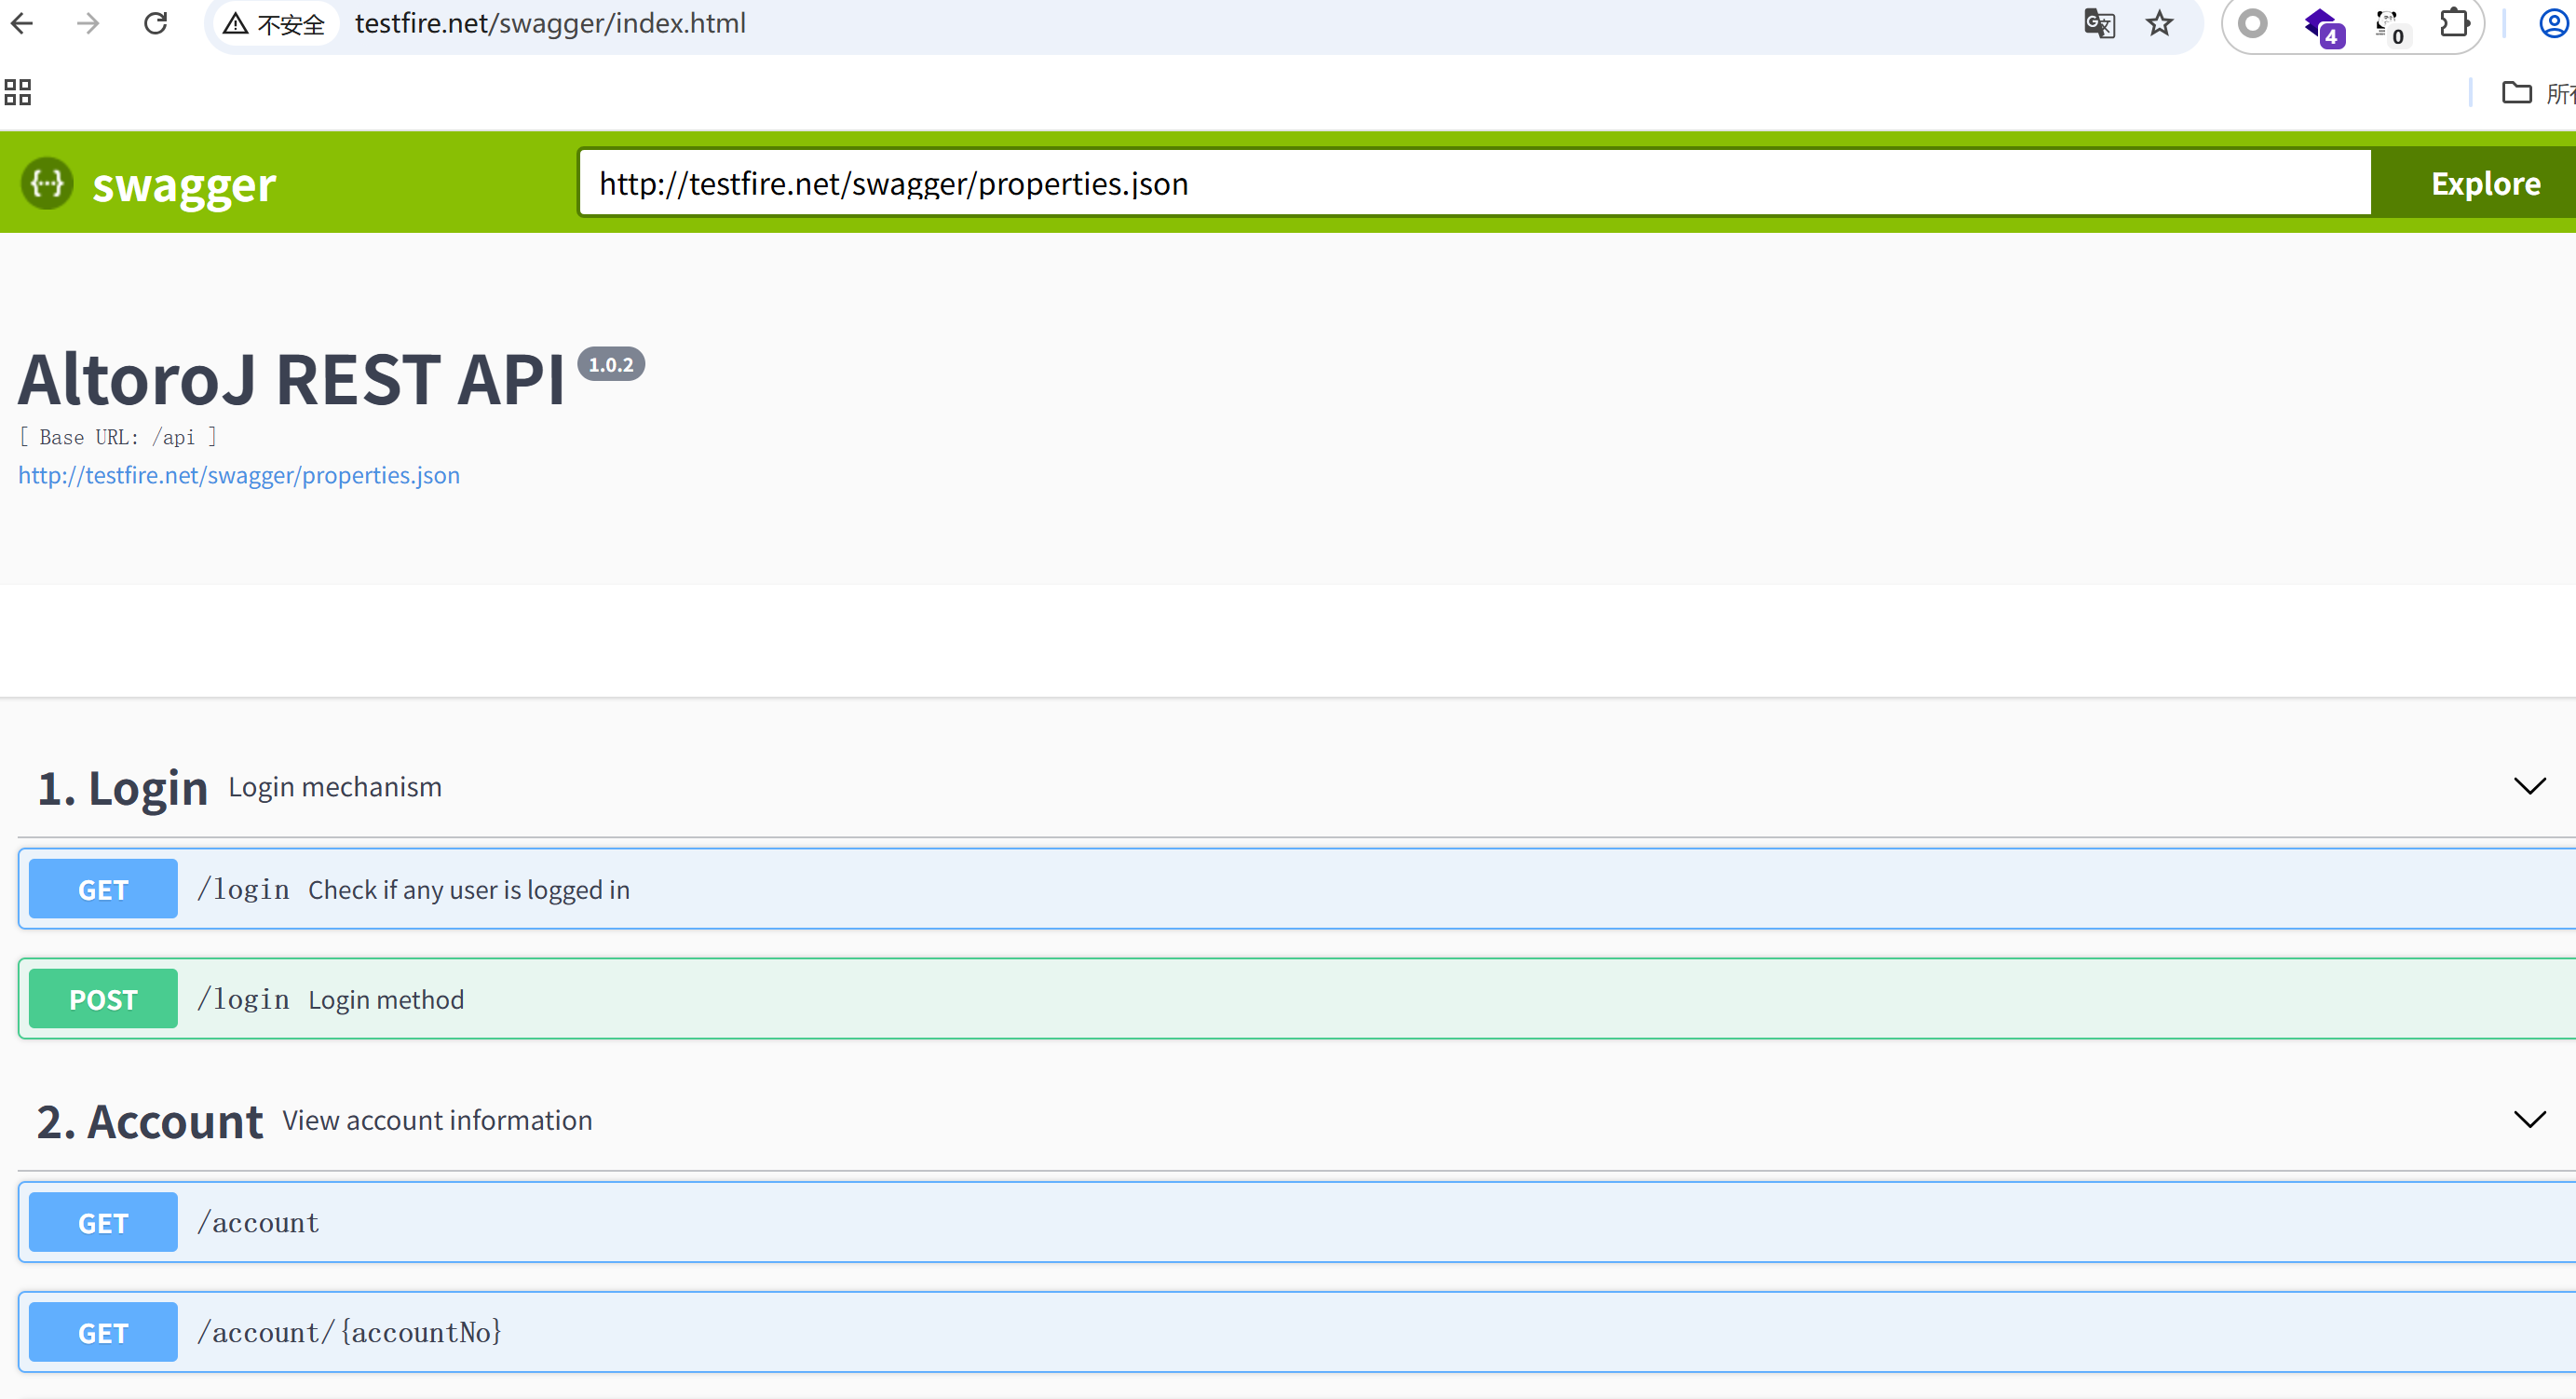 不安全 testfire.net/swagger/index.html
4
0
swagger http://testfire.net/swagger/properties.json Explore
AltoroJ REST API 1.0.2
[ Base URL: /api ]
http://testfire.net/swagger/properties.json
1. Login Login mechanism
GET /login Check if any user is logged in
POST /login Login method
2. Account View account information
GET /account
GET /account/{accountNo}